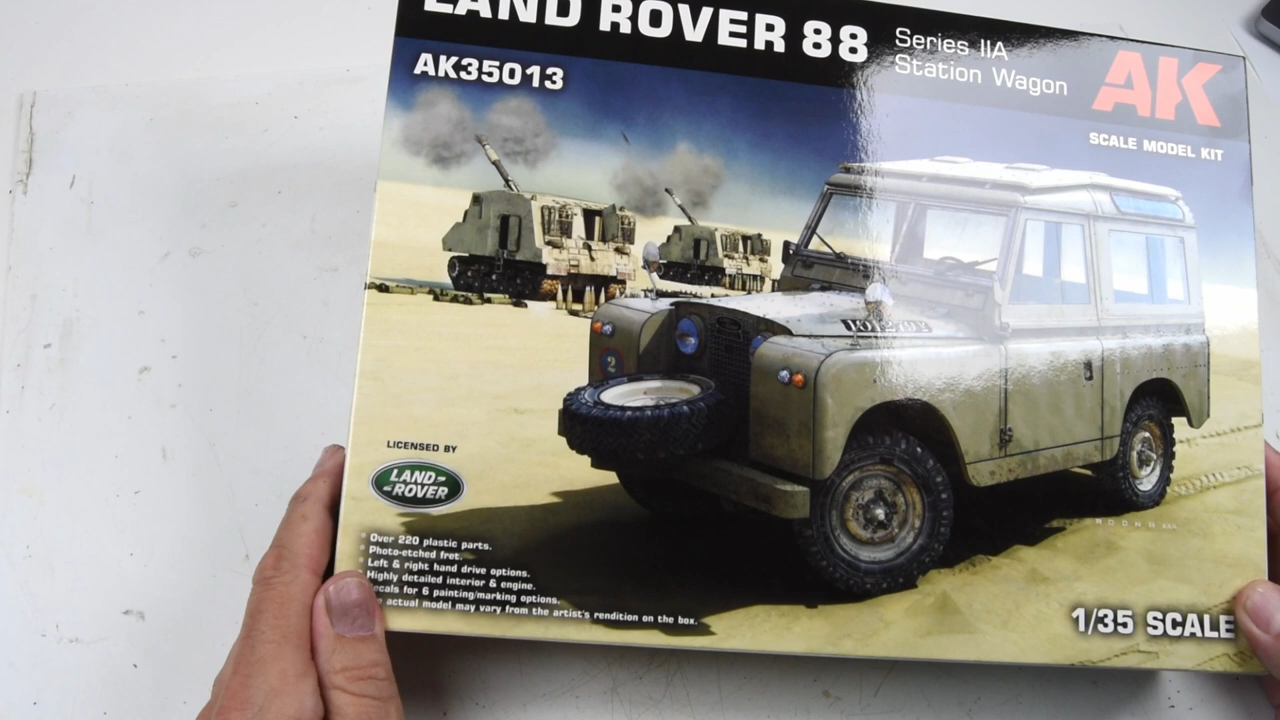 LAND ROVER 88
Series IIA
Station Wagon
AK
SCALE MODEL KIT
AK35013
2
LICENSED BY
LAND-
-ROVER
Over 220 plastic parts.
Photo-etched fret.
Left & right hand drive options.
Highly detailed interior & engine.
ecals for 6 painting/marking options.
actual model may vary from the artist's rendition on the box.
1/35 SCALE